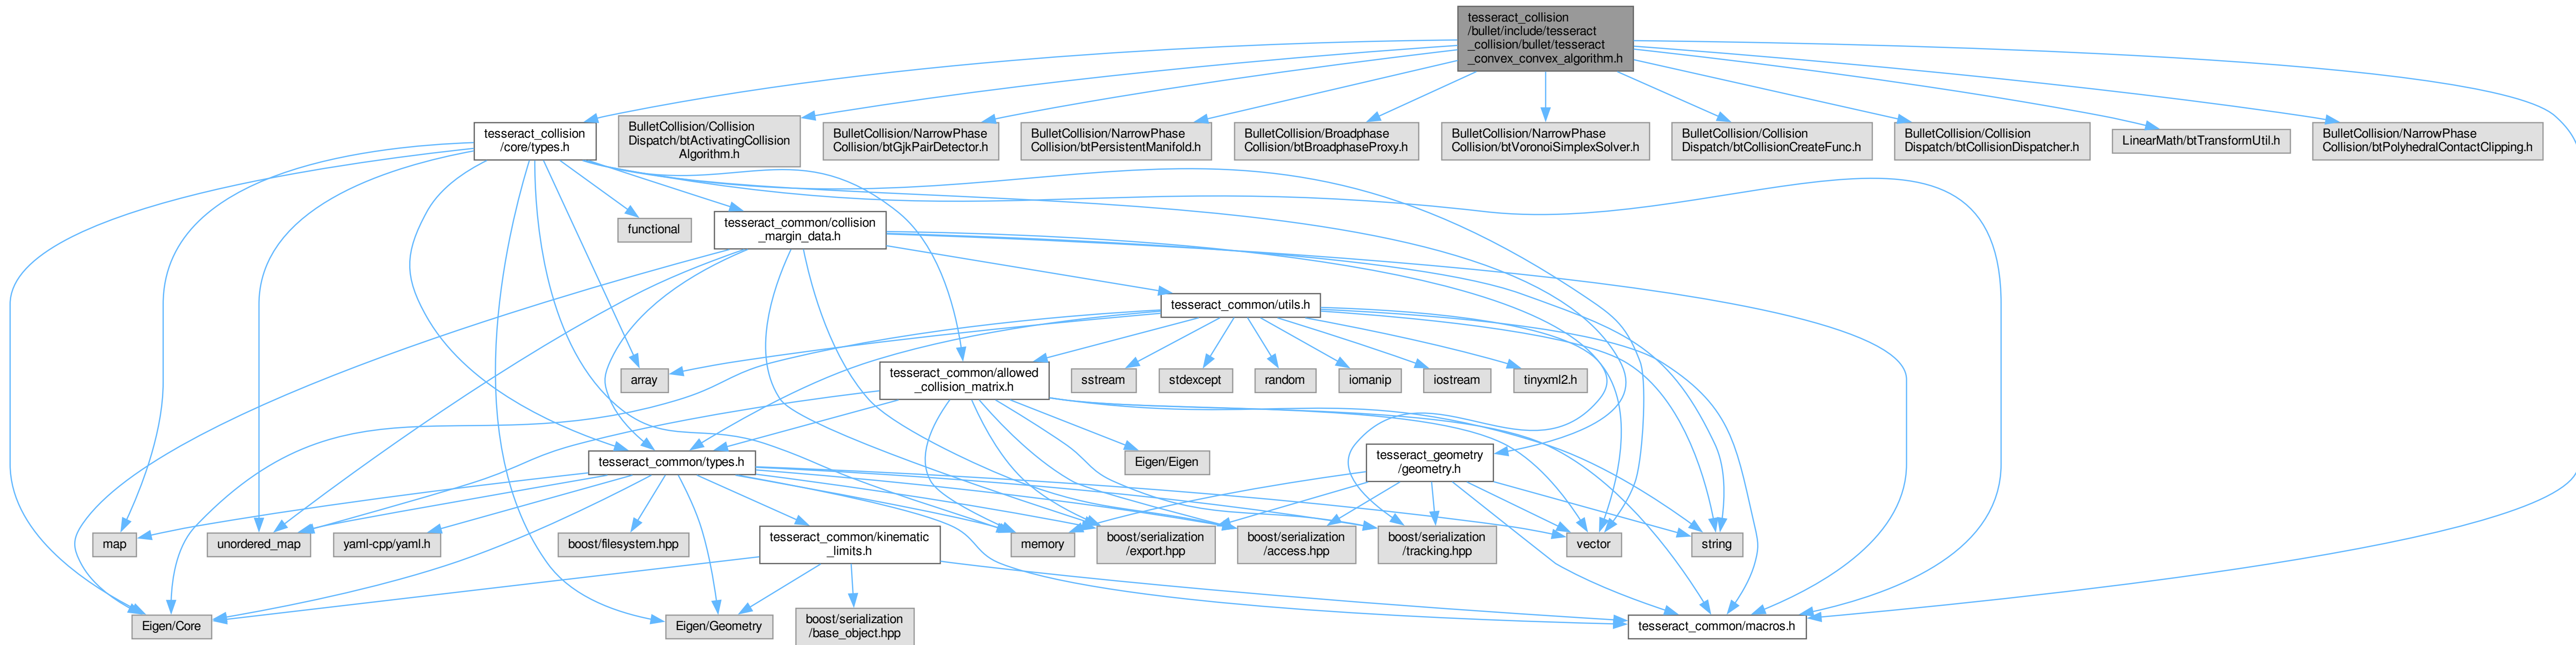 tesseract_collision
/bullet/include/tesseract
_collision/bullet/tesseract
_convex_convex_algorithm.h
tesseract_collision
/core/types.h
BulletCollision/Collision
Dispatch/btActivatingCollision
Algorithm.h
BulletCollision/NarrowPhase
Collision/btGjkPairDetector.h
BulletCollision/NarrowPhase
Collision/btPersistentManifold.h
BulletCollision/Broadphase
Collision/btBroadphaseProxy.h
BulletCollision/NarrowPhase
Collision/btVoronoiSimplexSolver.h
BulletCollision/Collision
Dispatch/btCollisionCreateFunc.h
BulletCollision/Collision
Dispatch/btCollisionDispatcher.h
LinearMath/btTransformUtil.h
BulletCollision/NarrowPhase
Collision/btPolyhedralContactClipping.h
functional
tesseract_common/collision
_margin_data.h
tesseract_common/utils.h
array
tesseract_common/allowed
_collision_matrix.h
sstream
stdexcept
random
iomanip
iostream
tinyxml2.h
tesseract_common/types.h
Eigen/Eigen
tesseract_geometry
/geometry.h
map
unordered_map
yaml-cpp/yaml.h
boost/filesystem.hpp
tesseract_common/kinematic
_limits.h
memory
boost/serialization
/export.hpp
boost/serialization
/access.hpp
boost/serialization
/tracking.hpp
vector
string
Eigen/Core
Eigen/Geometry
boost/serialization
/base_object.hpp
tesseract_common/macros.h